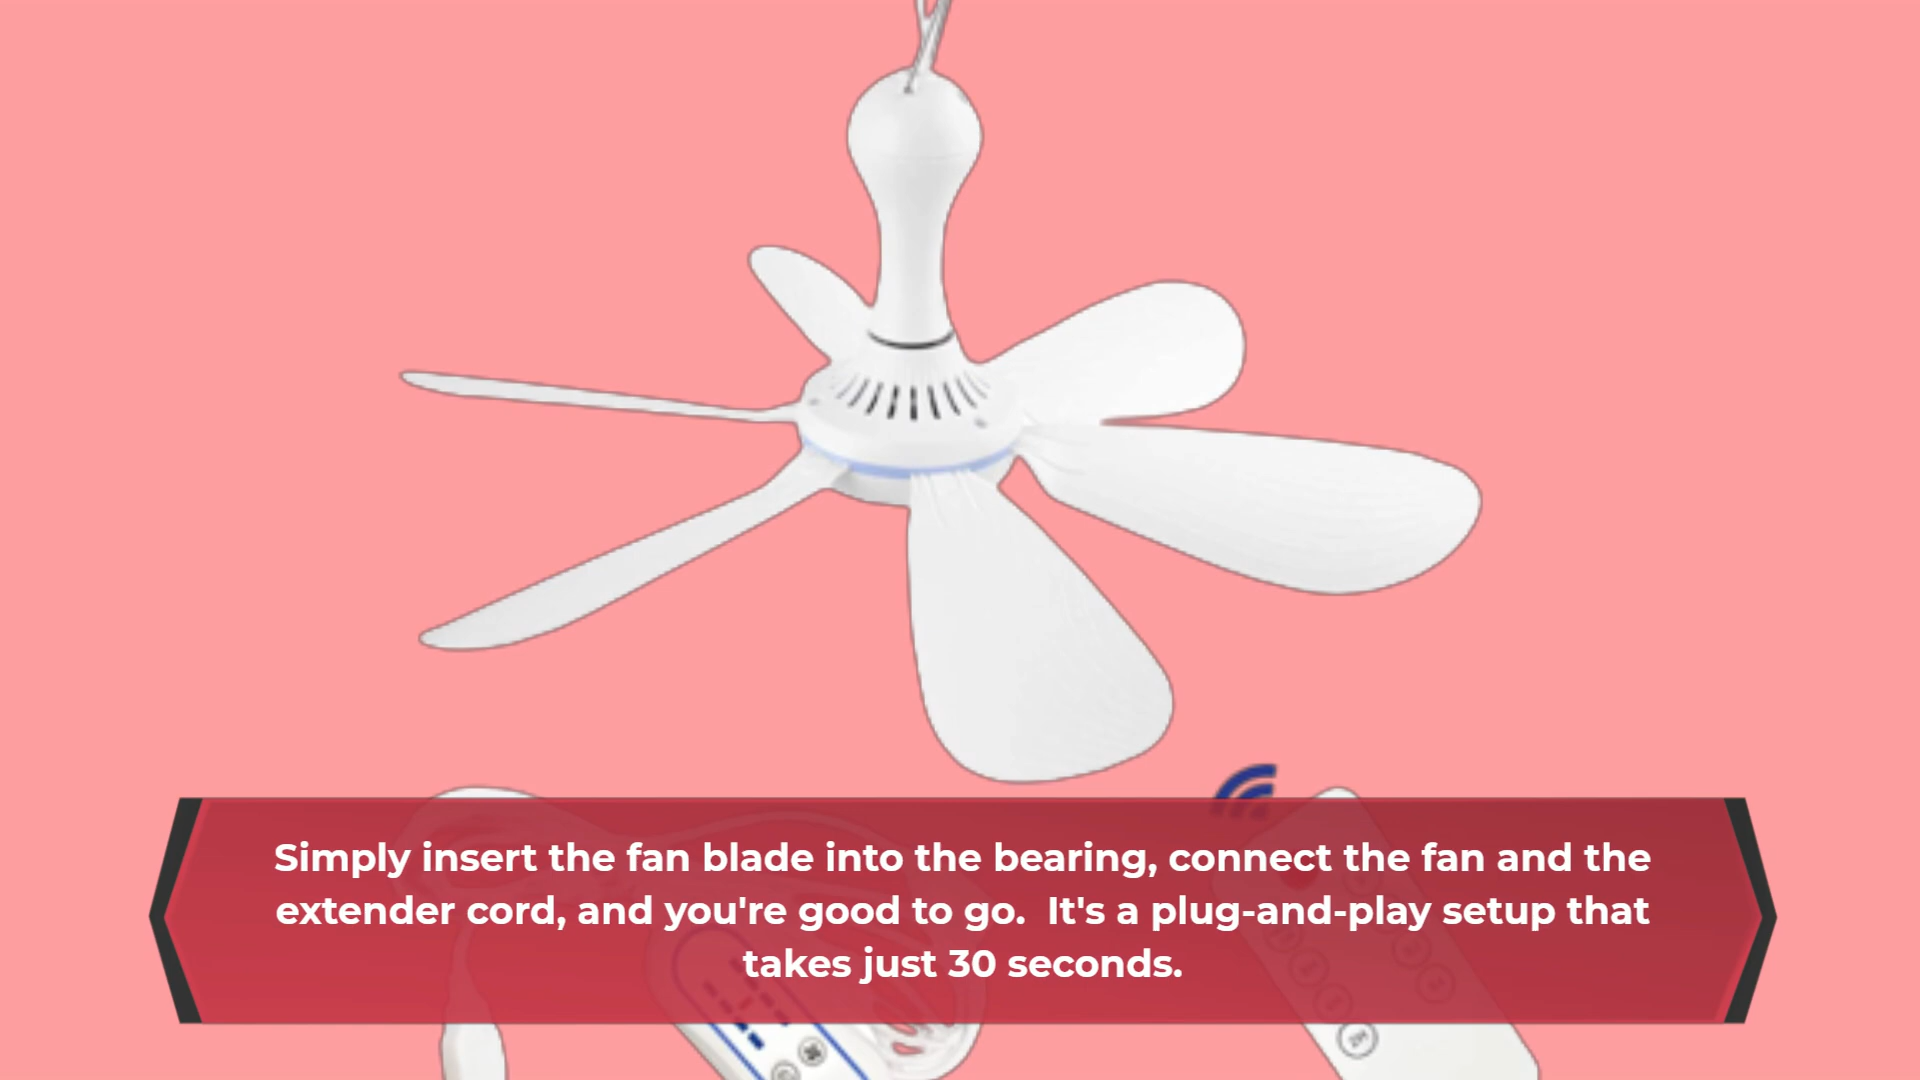 Simply insert the fan blade into the bearing, connect the fan and the
extender cord, and you're good to go.  It's a plug-and-play setup that
takes just 30 seconds.